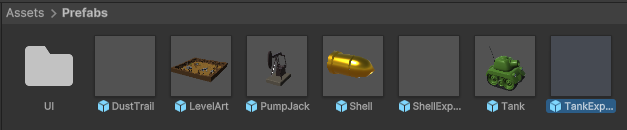 Assets > Prefabs
UI
DustTrail
LevelArt
PumpJack
Shell
ShellExp...
Tank
TankExp...